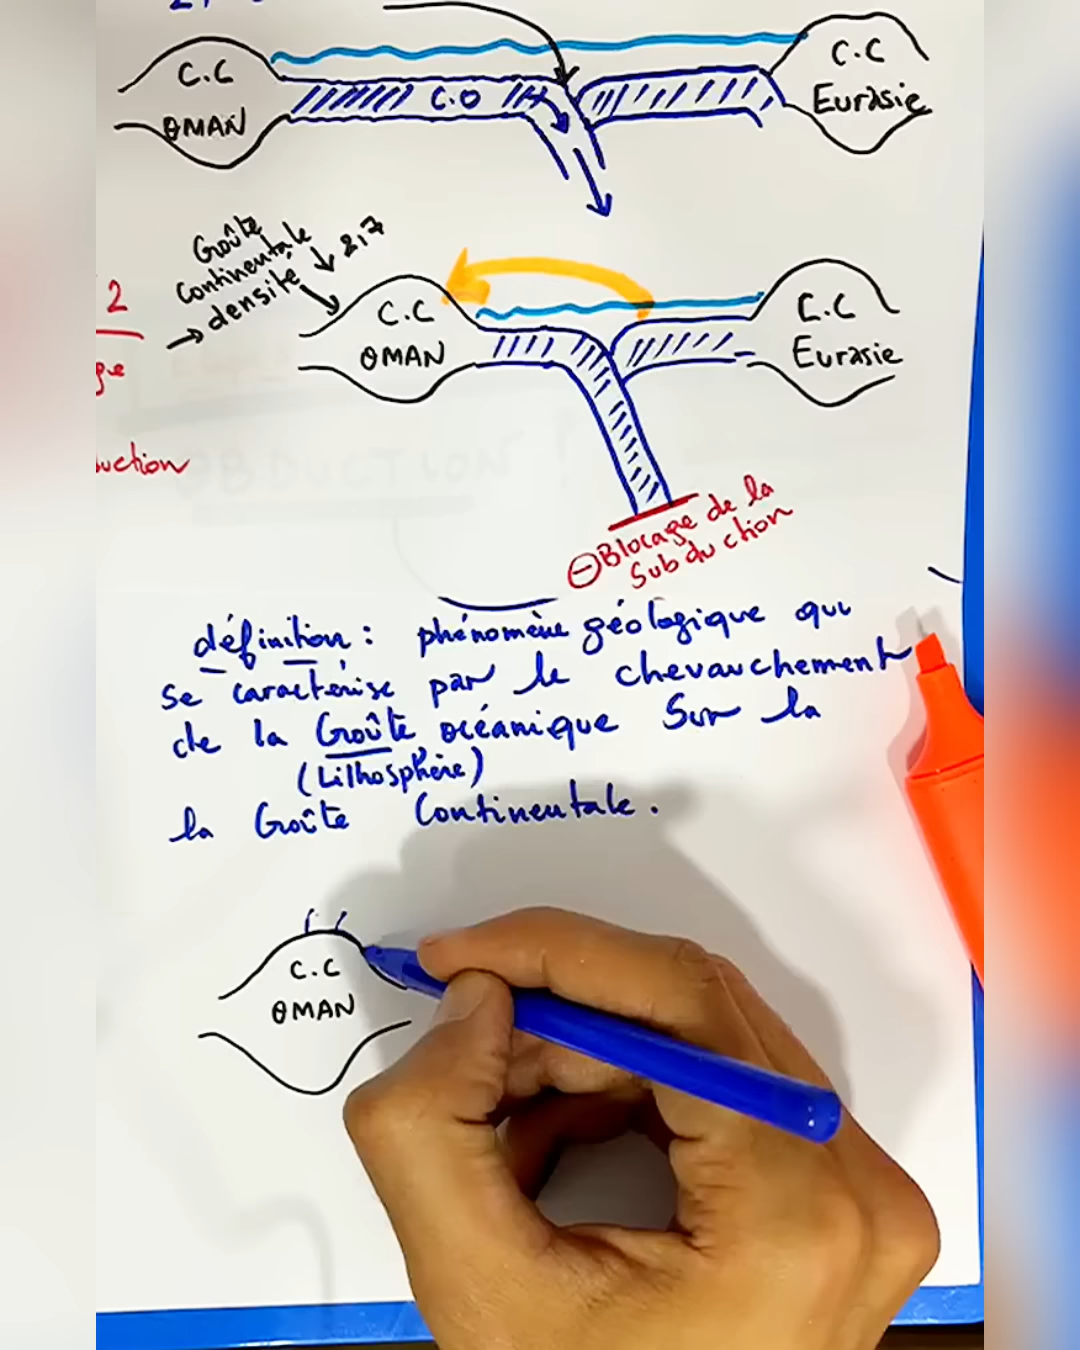 C.C
OMAN
C.O
C.C
Eurasie
Croûte
Continentale
densité ↓ 2,7
C.C
OMAN
C.C
Eurasie
2
uction
⊖ Blocage de la
Subduction
OBDUCTION
définition : phénomène géologique qui
se caractérise par le chevauchement
de la Croûte océanique Sur la
(Lithosphère)
la Croûte Continentale.
C.C
OMAN